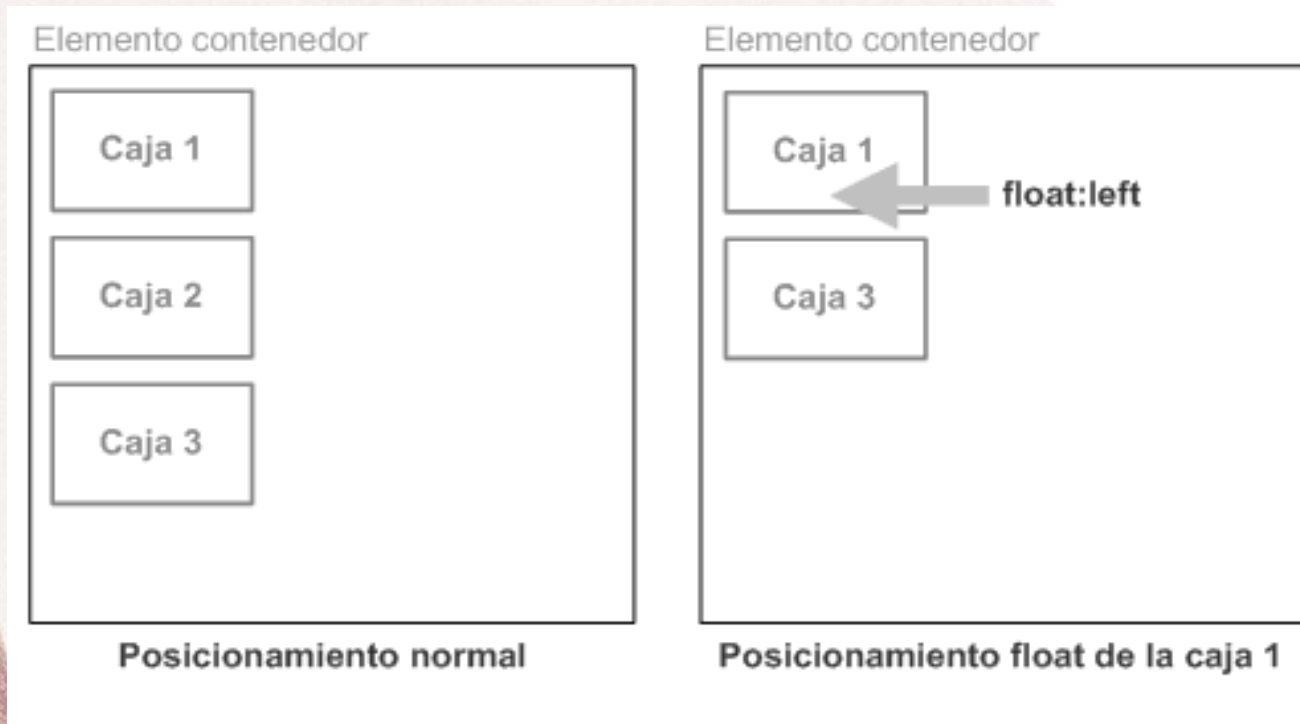 Elemento contenedor
Caja 1
Caja 2
Caja 3
Posicionamiento normal
Elemento contenedor
Caja 1
float:left
Caja 3
Posicionamiento float de la caja 1